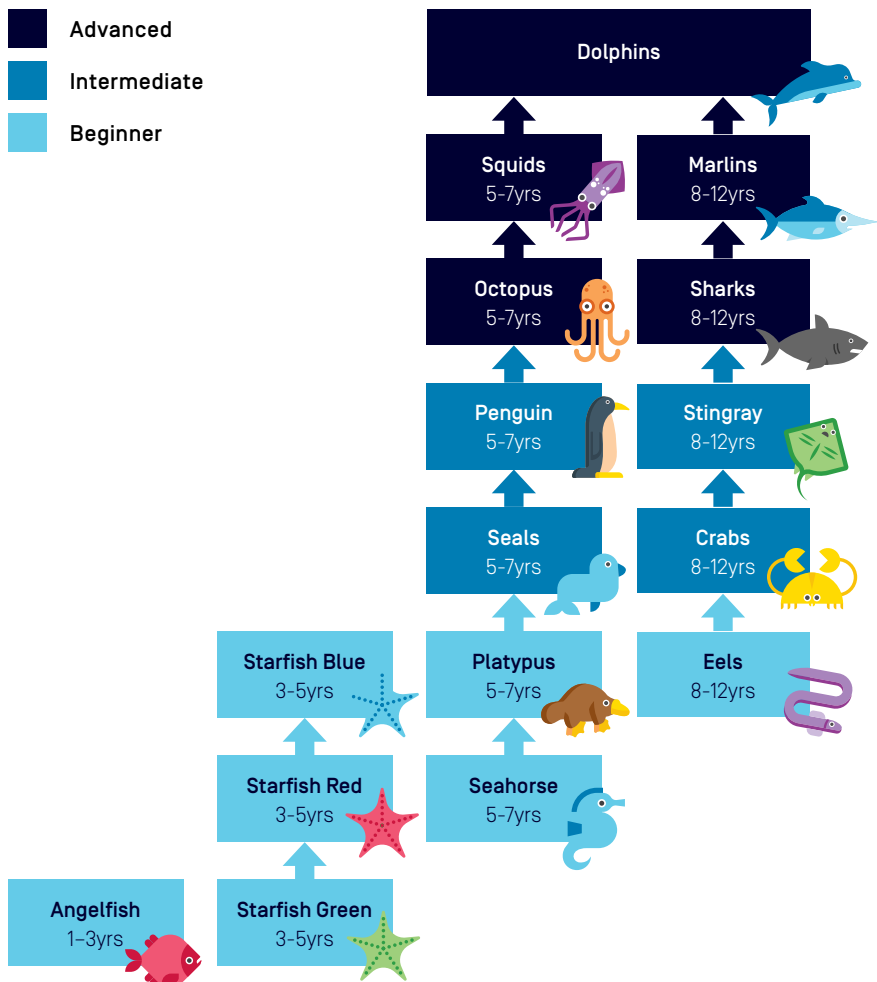 Advanced
Intermediate
Beginner
Dolphins
Squids
5-7yrs
Marlins
8-12yrs
Octopus
5-7yrs
Sharks
8-12yrs
Penguin
5-7yrs
Stingray
8-12yrs
Seals
5-7yrs
Crabs
8-12yrs
Starfish Blue
3-5yrs
Platypus
5-7yrs
Eels
8-12yrs
Starfish Red
3-5yrs
Seahorse
5-7yrs
Angelfish
1–3yrs
Starfish Green
3-5yrs